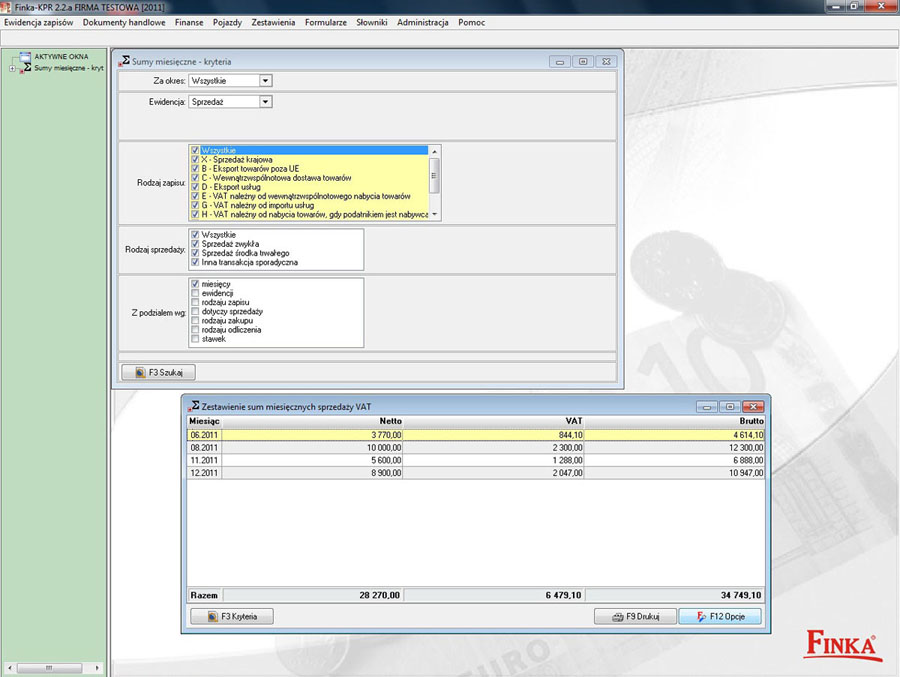 Finka-KPR 2.2.a FIRMA TESTOWA [2011]
Ewidencja zapisów Dokumenty handlowe Finanse Pojazdy Zestawienia Formularze Słowniki Administracja Pomoc
AKTYWNE OKNA
Sumy miesięczne - kryt
Sumy miesięczne - kryteria
Za okres: Wszystkie
Ewidencja: Sprzedaż
Rodzaj zapisu:
Wszystkie
X - Sprzedaż krajowa
B - Eksport towarów poza UE
C - Wewnątrzwspólnotowa dostawa towarów
D - Eksport usług
E - VAT należny od wewnątrzwspólnotowego nabycia towarów
G - VAT należny od importu usług
H - VAT należny od nabycia towarów, gdy podatnikiem jest nabywca
Rodzaj sprzedaży:
Wszystkie
Sprzedaż zwykła
Sprzedaż środka trwałego
Inna transakcja sporadyczna
Z podziałem wg:
miesięcy
ewidencji
rodzaju zapisu
dotyczy sprzedaży
rodzaju zakupu
rodzaju odliczenia
stawek
F3 Szukaj
Zestawienie sum miesięcznych sprzedaży VAT
Miesiąc Netto VAT Brutto
06.2011 3 770,00 844,10 4 614,10
08.2011 10 000,00 2 300,00 12 300,00
11.2011 5 600,00 1 288,00 6 888,00
12.2011 8 900,00 2 047,00 10 947,00
Razem 28 270,00 6 479,10 34 749,10
F3 Kryteria F9 Drukuj F12 Opcje
10
EURO
FINKA®